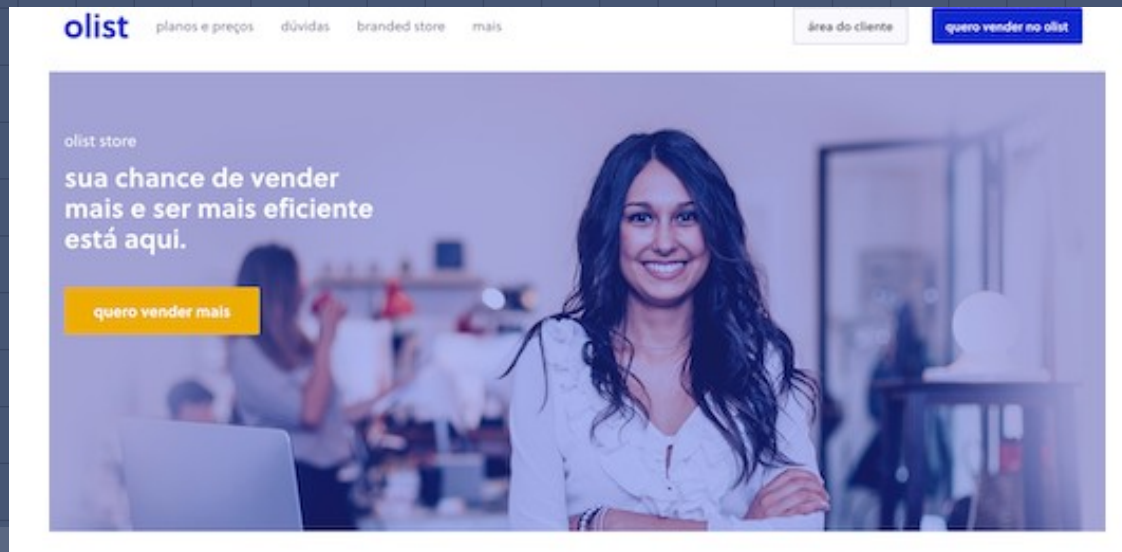 olist planos e preços dúvidas branded store mais área do cliente quero vender no olist
olist store
sua chance de vender
mais e ser mais eficiente
está aqui.
quero vender mais